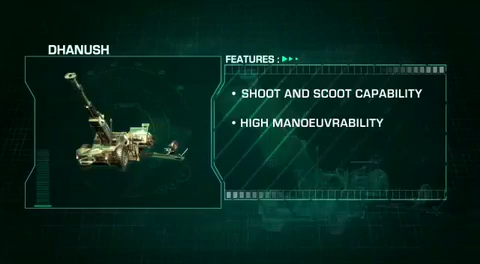 DHANUSH
FEATURES :
• SHOOT AND SCOOT CAPABILITY
• HIGH MANOEUVRABILITY